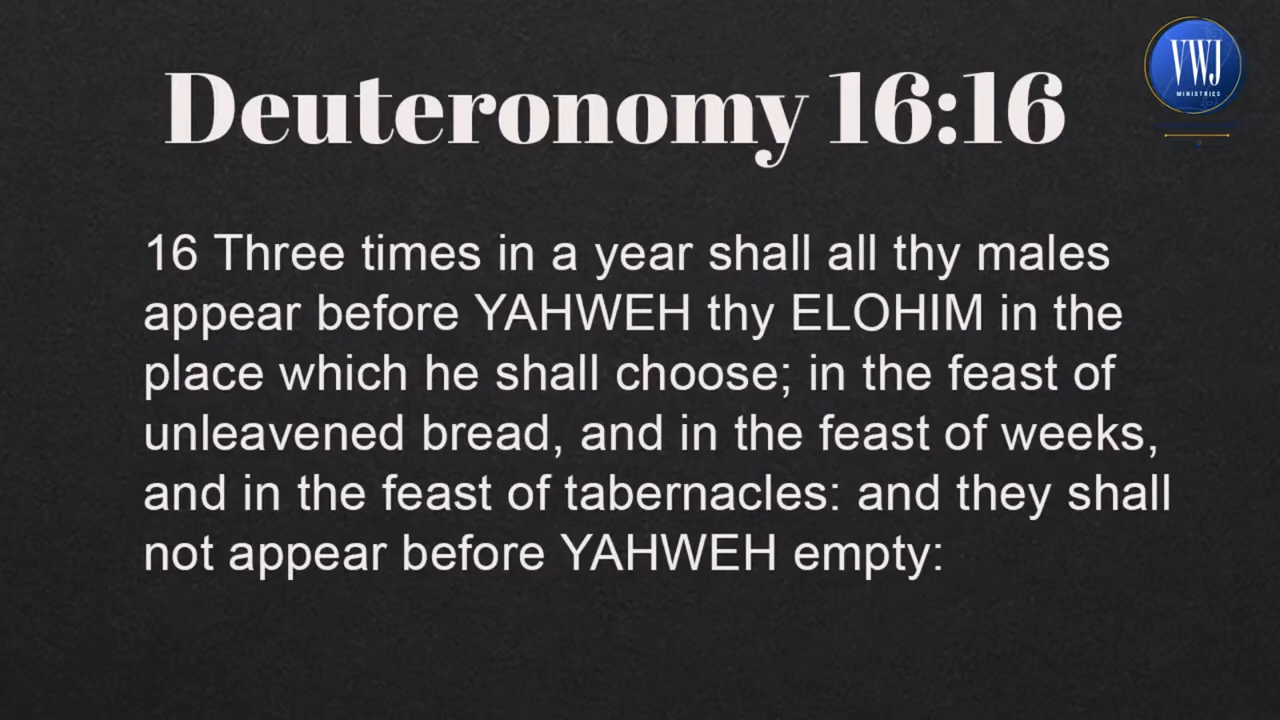 Deuteronomy 16:16
VWJ
MINISTRIES
16 Three times in a year shall all thy males
appear before YAHWEH thy ELOHIM in the
place which he shall choose; in the feast of
unleavened bread, and in the feast of weeks,
and in the feast of tabernacles: and they shall
not appear before YAHWEH empty: